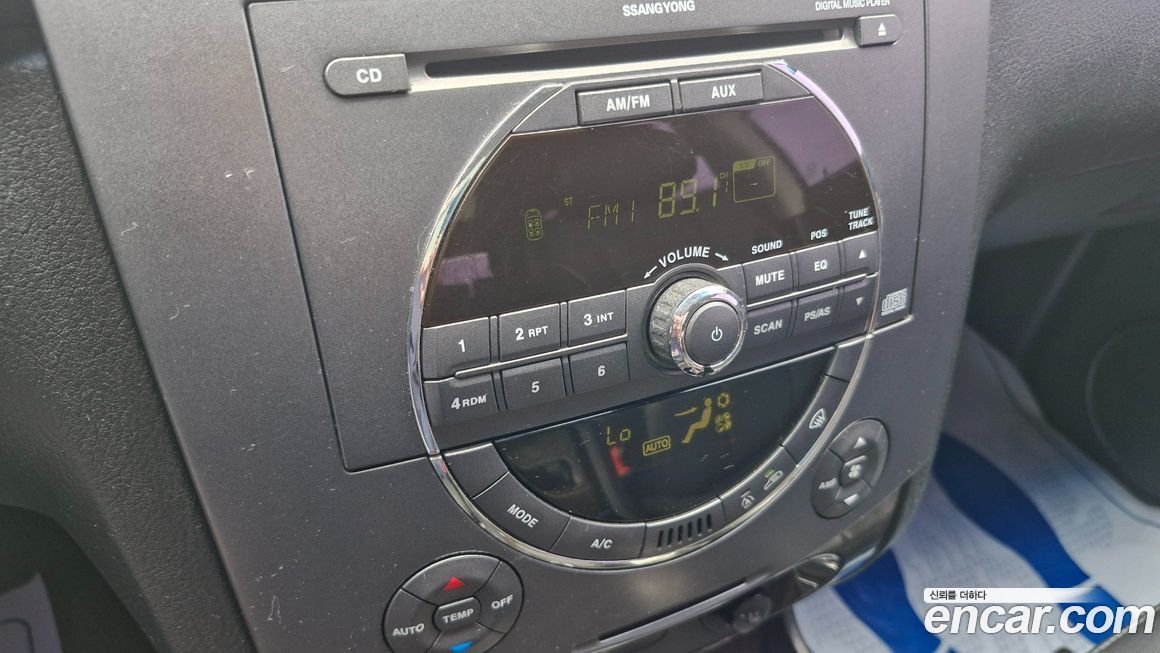 SSANGYONG
DIGITAL MUSIC PLAYER
CD
AM/FM
AUX
ST
FM1
89.1
CH
OFF
TUNE
TRACK
VOLUME
SOUND
POS
MUTE
EQ
1
2 RPT
3 INT
SCAN
PS/AS
disc
4 RDM
5
6
Lo
AUTO
MODE
A/C
AMB
AUTO
TEMP
OFF
신뢰를 더하다
encar.com